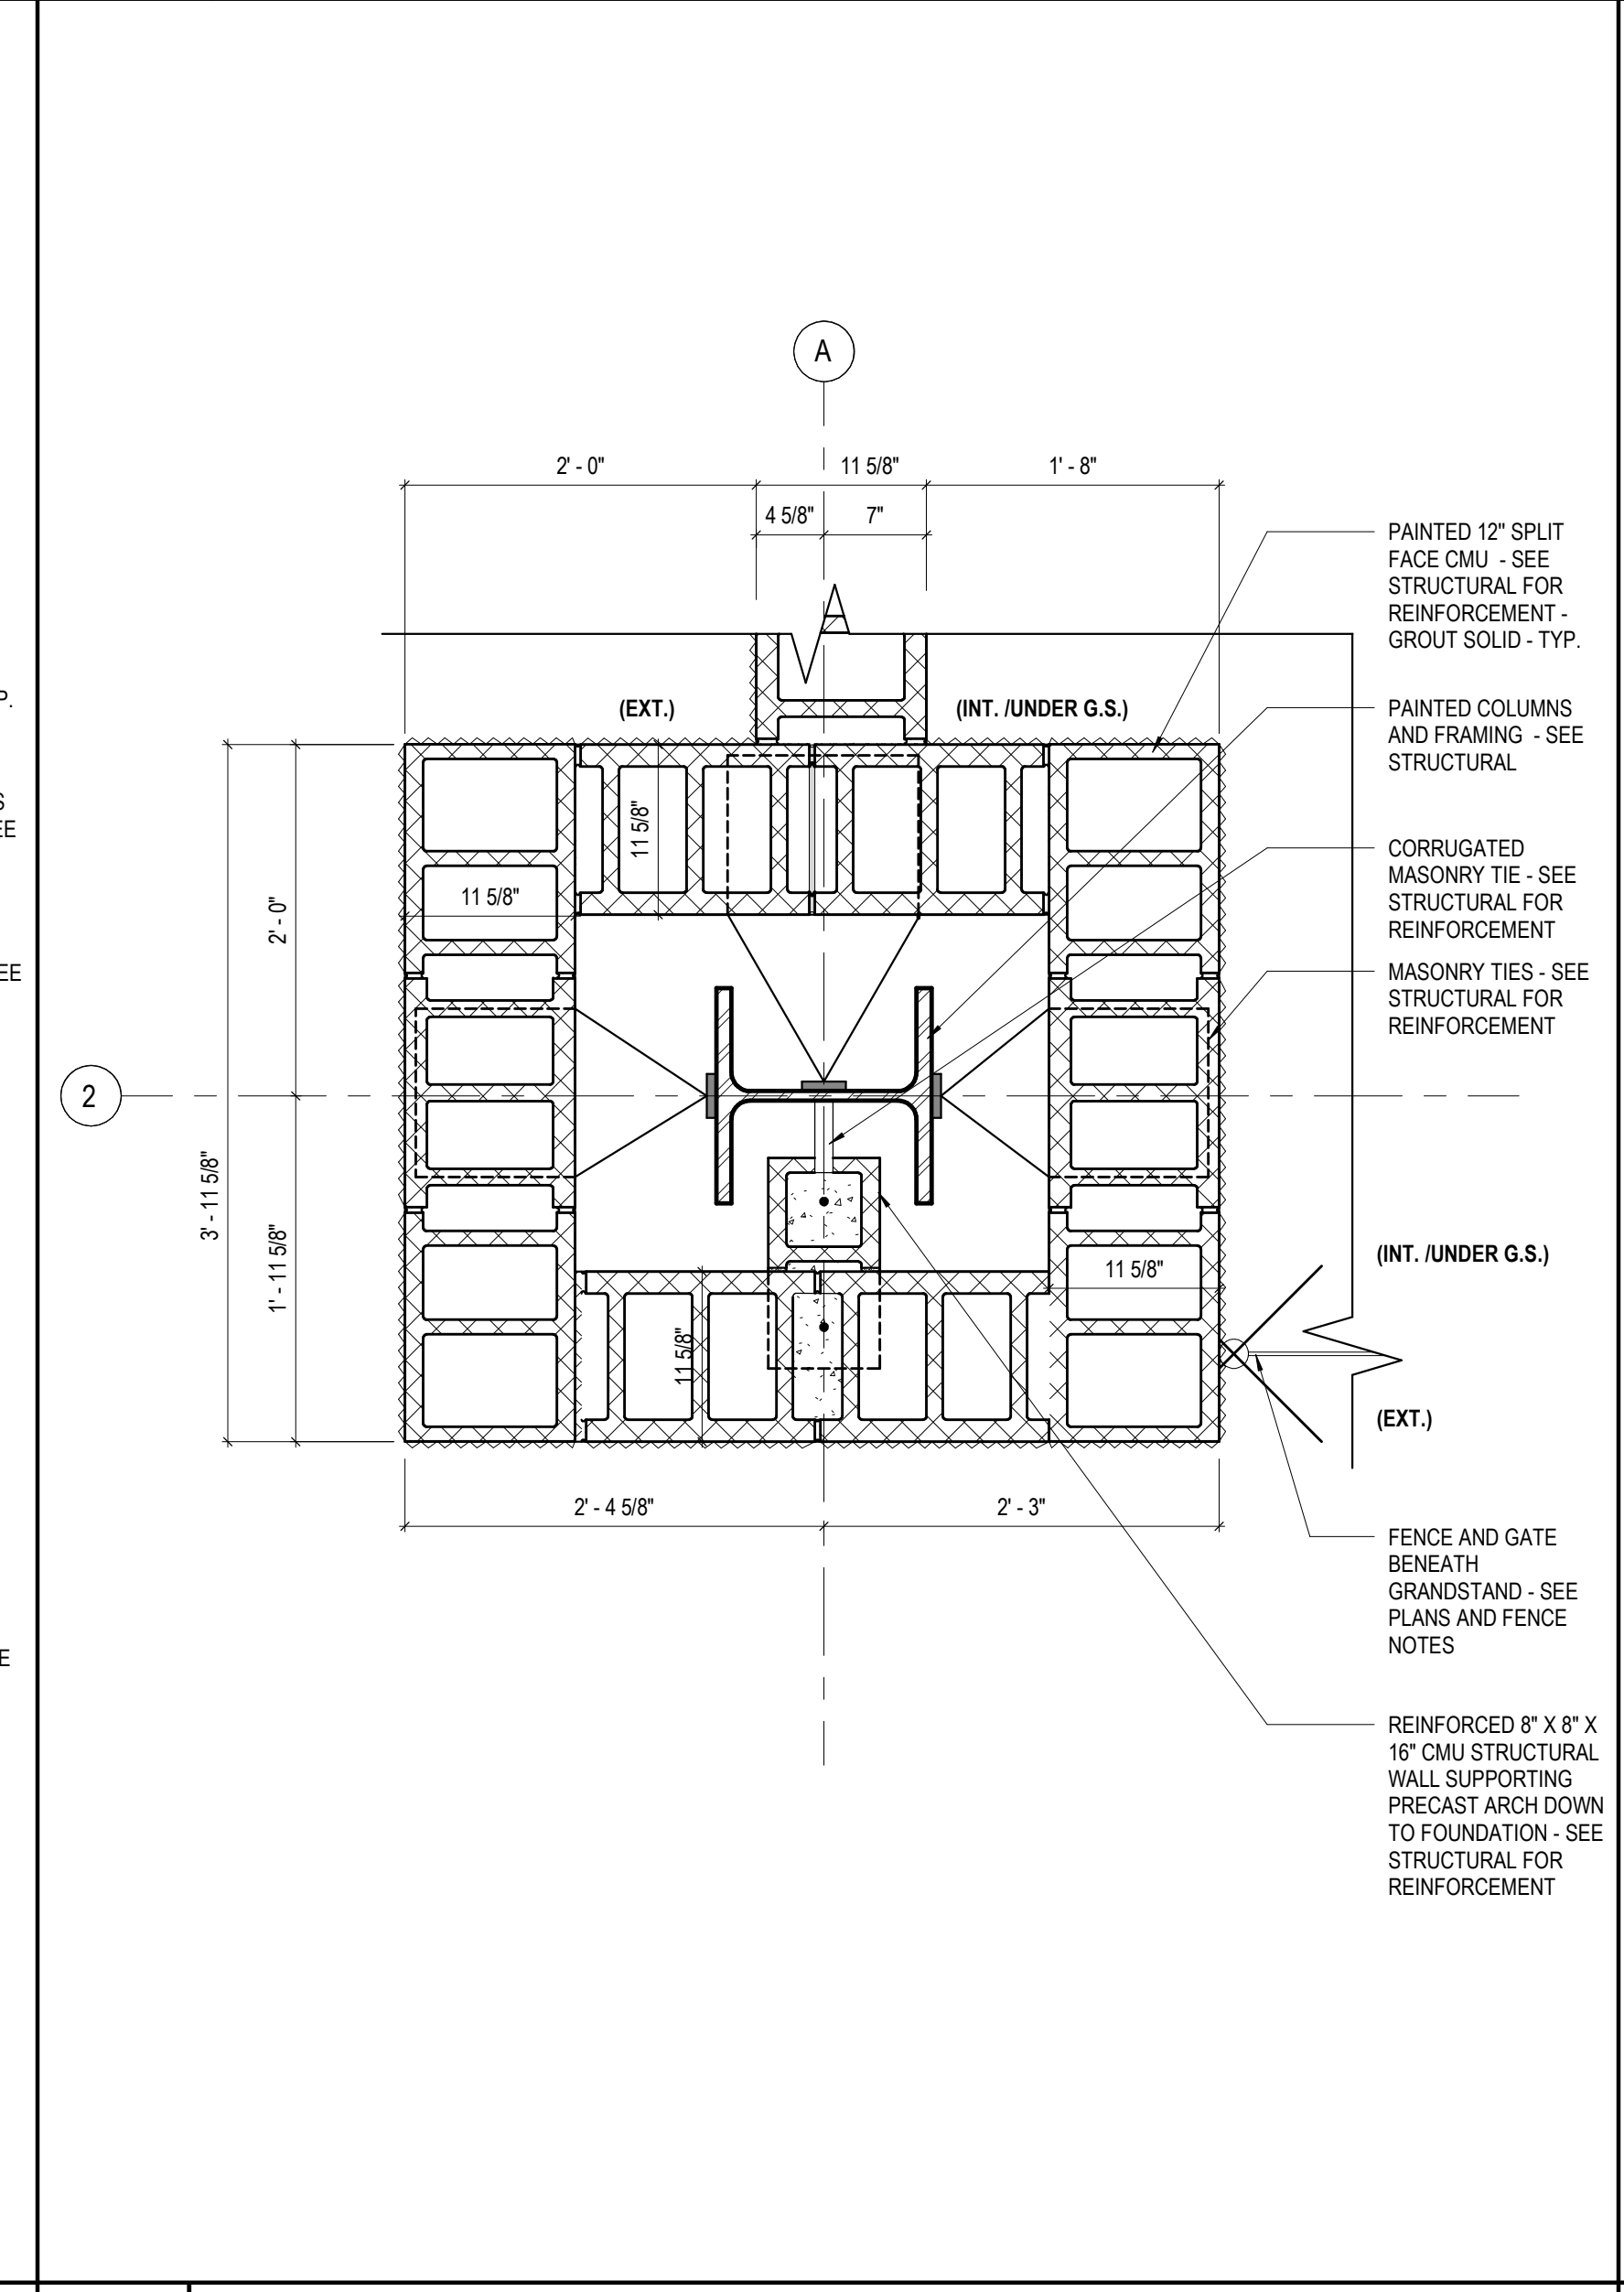 A
2' - 0"
11 5/8"
1' - 8"
4 5/8"
7"
PAINTED 12" SPLIT
FACE CMU - SEE
STRUCTURAL FOR
REINFORCEMENT -
GROUT SOLID - TYP.
P.
(EXT.)
(INT. /UNDER G.S.)
PAINTED COLUMNS
AND FRAMING - SEE
STRUCTURAL
S
EE
11 5/8"
CORRUGATED
MASONRY TIE - SEE
STRUCTURAL FOR
REINFORCEMENT
11 5/8"
2' - 0"
EE
MASONRY TIES - SEE
STRUCTURAL FOR
REINFORCEMENT
2
3' - 11 5/8"
1' - 11 5/8"
11 5/8"
(INT. /UNDER G.S.)
11 5/8"
(EXT.)
2' - 4 5/8"
2' - 3"
FENCE AND GATE
BENEATH
GRANDSTAND - SEE
PLANS AND FENCE
NOTES
E
REINFORCED 8" X 8" X
16" CMU STRUCTURAL
WALL SUPPORTING
PRECAST ARCH DOWN
TO FOUNDATION - SEE
STRUCTURAL FOR
REINFORCEMENT